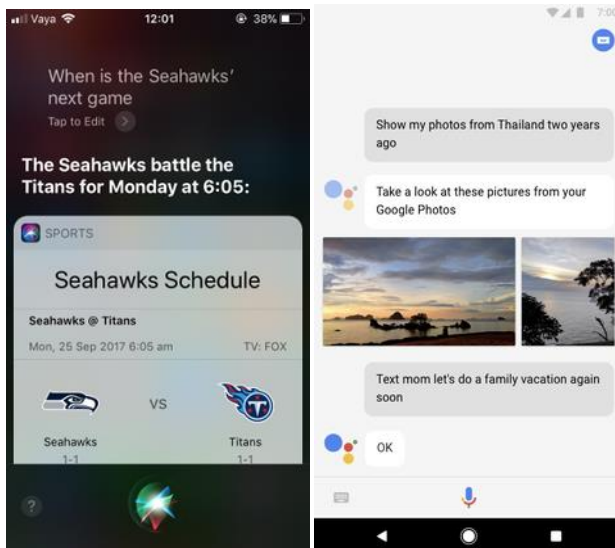 Vaya 12:01 38%
When is the Seahawks'
next game
Tap to Edit
The Seahawks battle the
Titans for Monday at 6:05:
SPORTS
Seahawks Schedule
Seahawks @ Titans
Mon, 25 Sep 2017 6:05 am TV: FOX
VS
Seahawks Titans
1-1 1-1
?
7:00
Show my photos from Thailand two years
ago
Take a look at these pictures from your
Google Photos
Text mom let's do a family vacation again
soon
OK